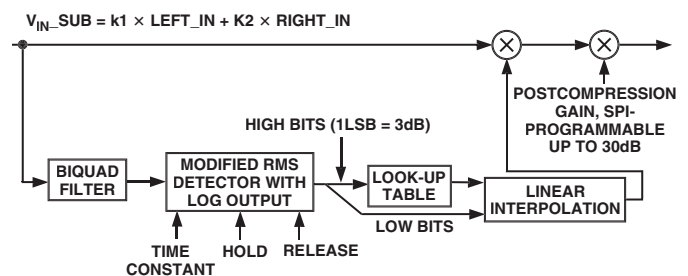 VIN_SUB = k1 × LEFT_IN + K2 × RIGHT_IN
POSTCOMPRESSION
GAIN, SPI-
PROGRAMMABLE
UP TO 30dB
HIGH BITS (1LSB = 3dB)
BIQUAD
FILTER
MODIFIED RMS
DETECTOR WITH
LOG OUTPUT
LOOK-UP
TABLE
LINEAR
INTERPOLATION
LOW BITS
TIME
CONSTANT
HOLD
RELEASE